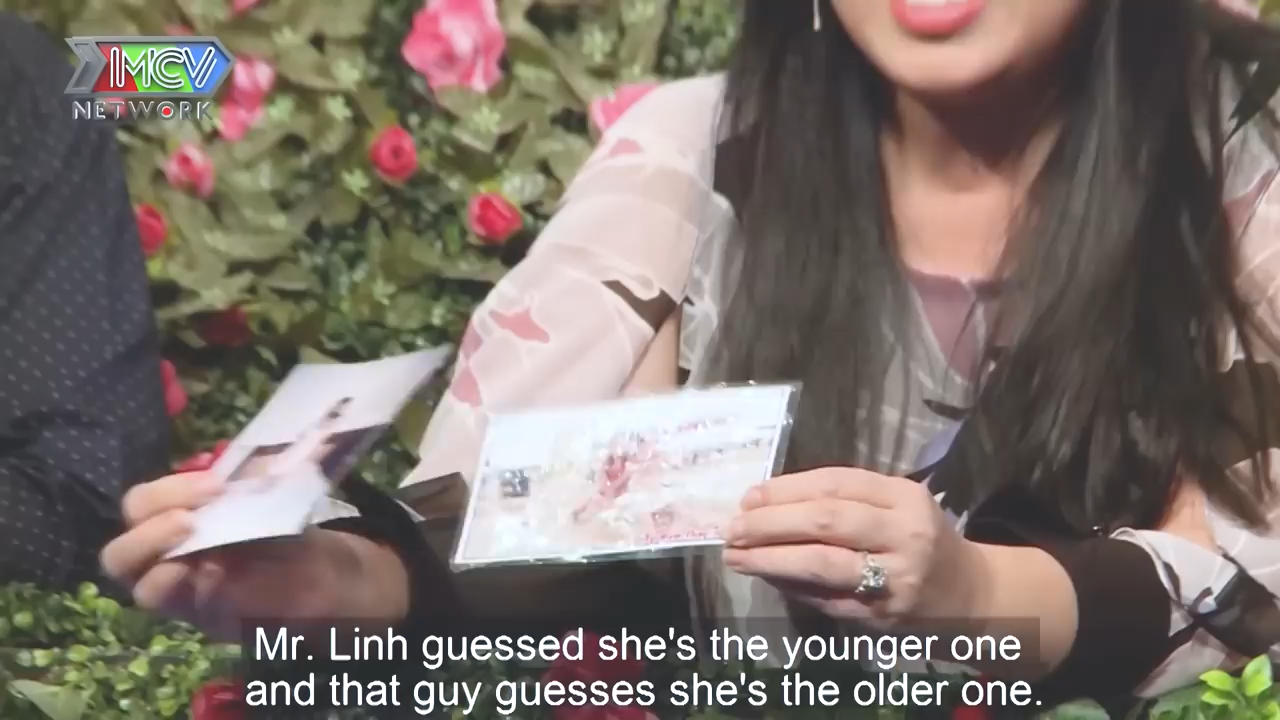 MCV
NETWORK
Mr. Linh guessed she's the younger one
and that guy guesses she's the older one.